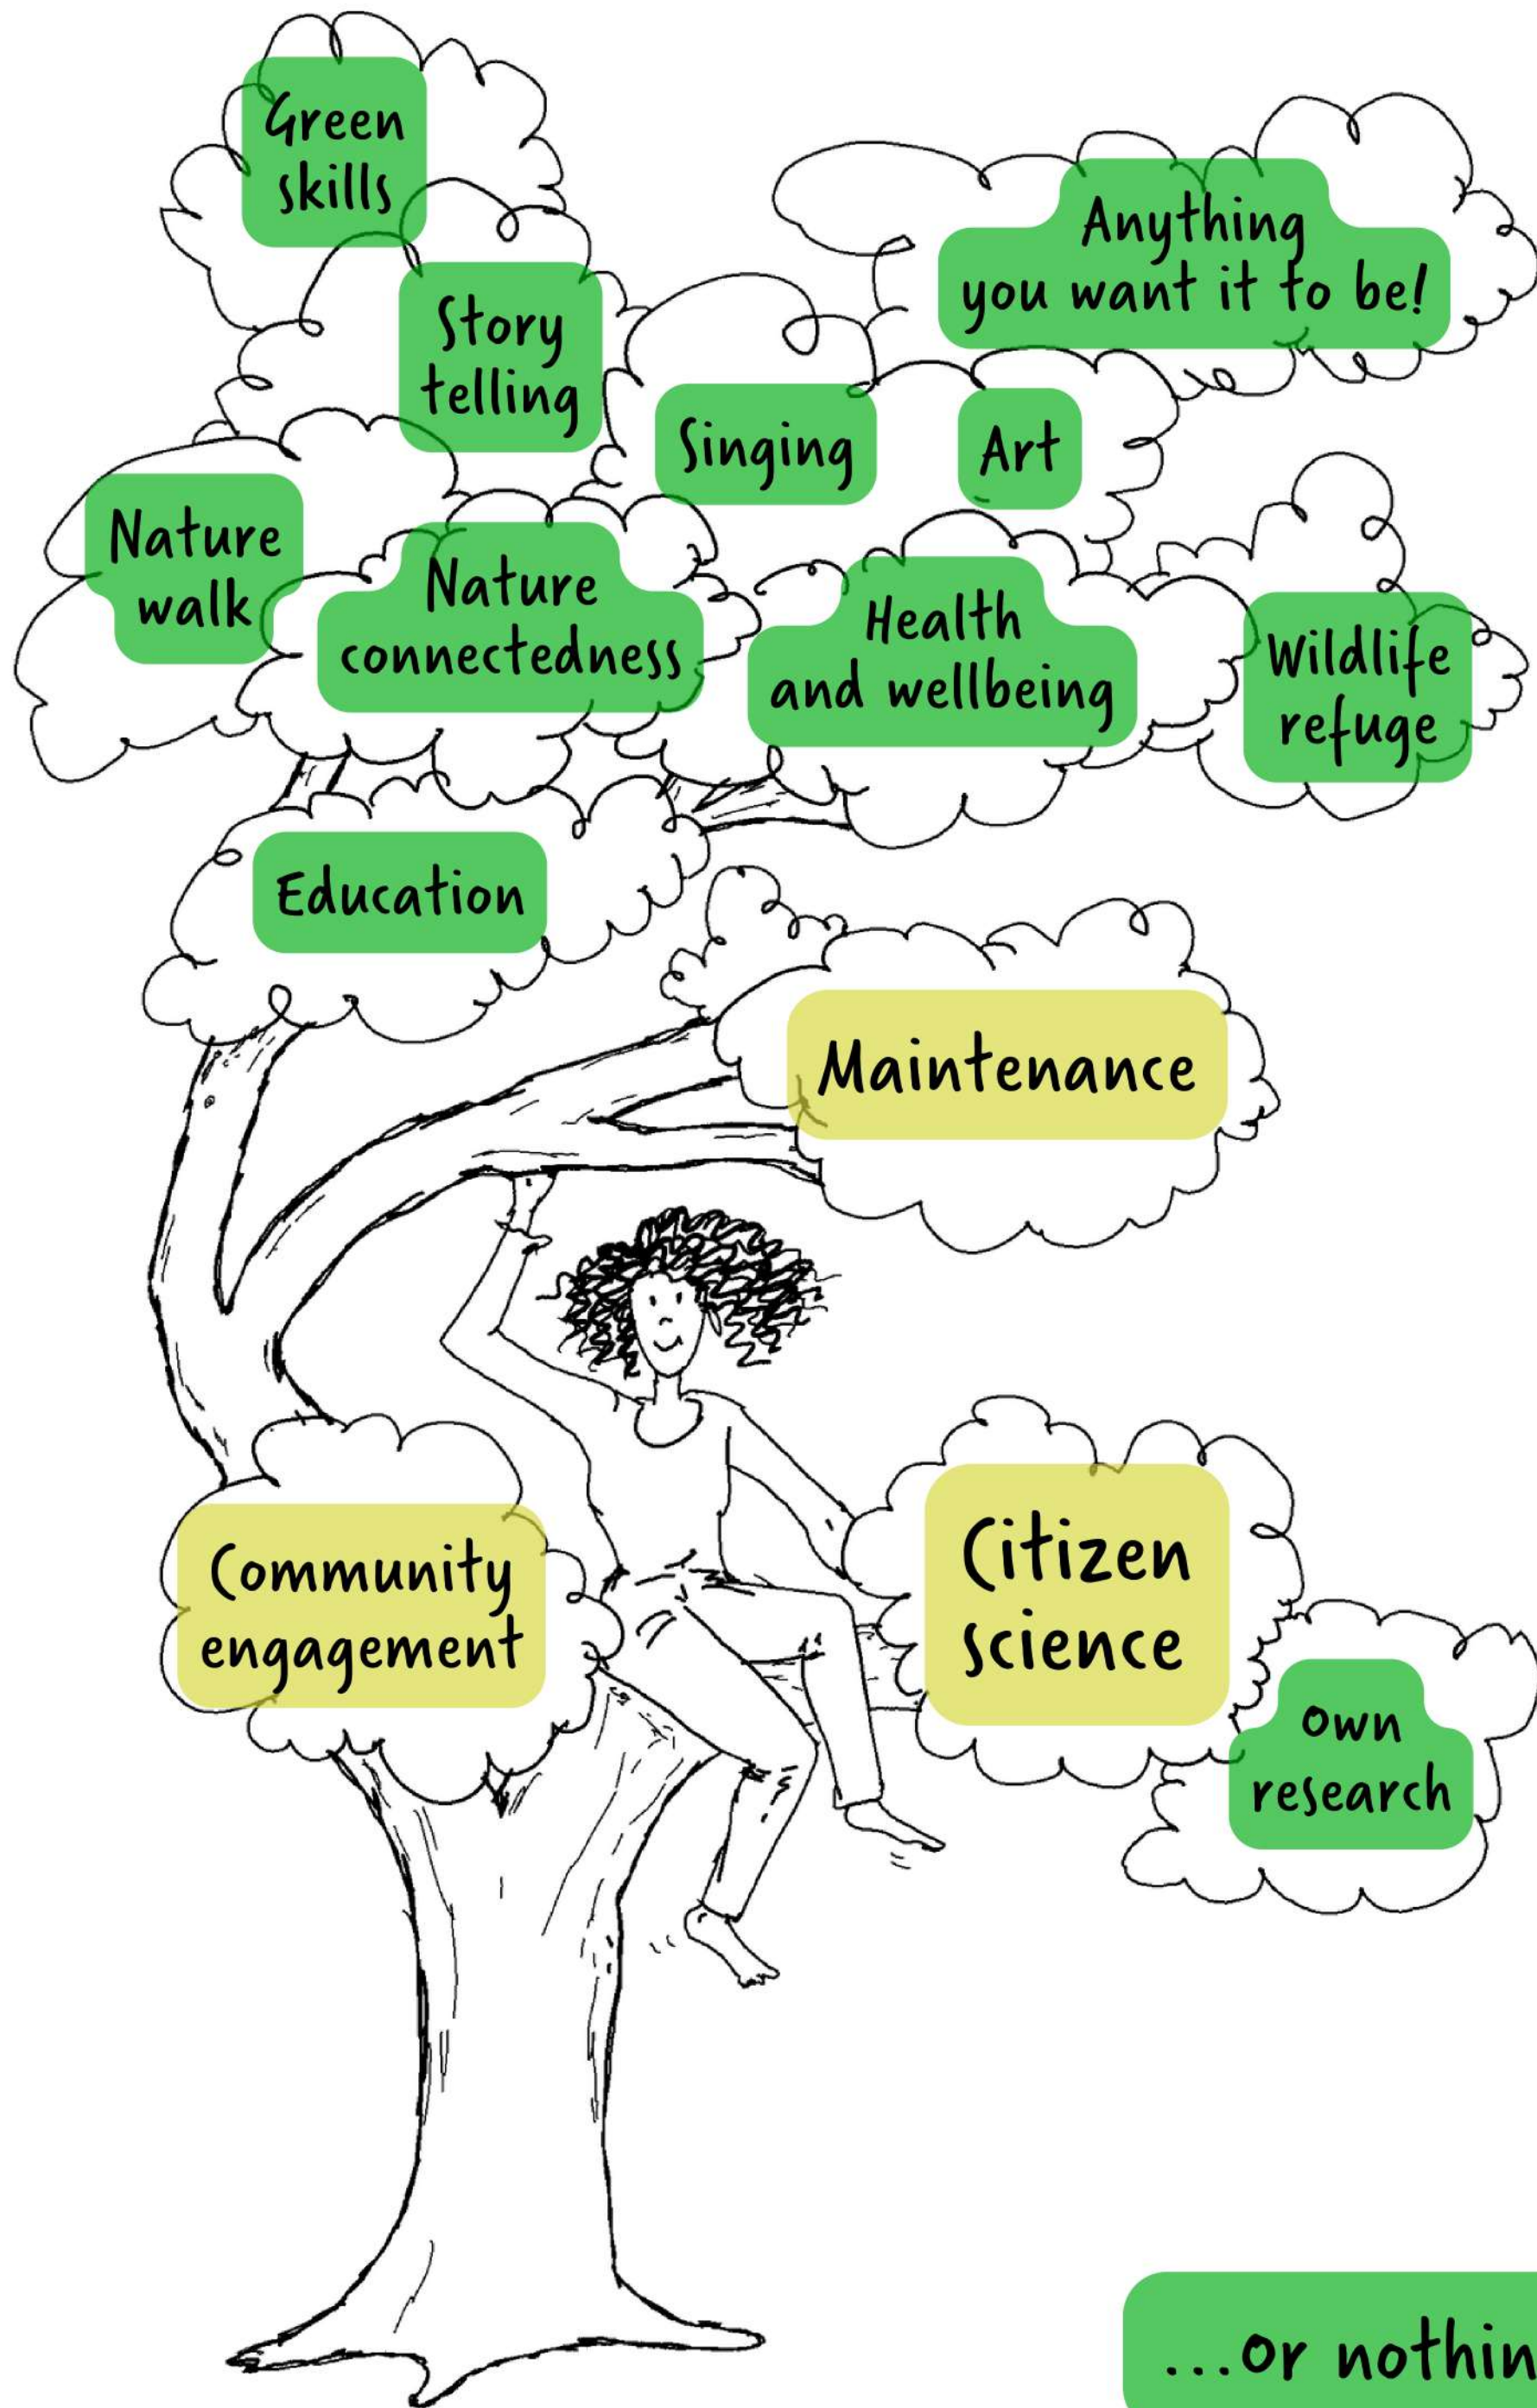 Green
skills
Anything
you want it to be!
Story
telling
Singing
Art
Nature
walk
Nature
connectedness
Health
and wellbeing
Wildlife
refuge
Education
Maintenance
Community
engagement
Citizen
science
own
research
...or nothin